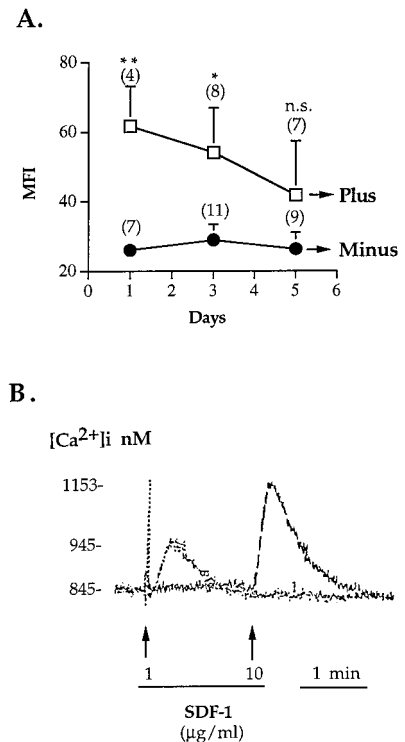 A.
80
60
40
20
MFI
**
(4)
*
(8)
n.s.
(7)
Plus
(7)
(11)
(9)
Minus
0 1 2 3 4 5 6
Days
B.
[Ca2+]i nM
1153-
945-
845-
1 10 1 min
SDF-1
(μg/ml)